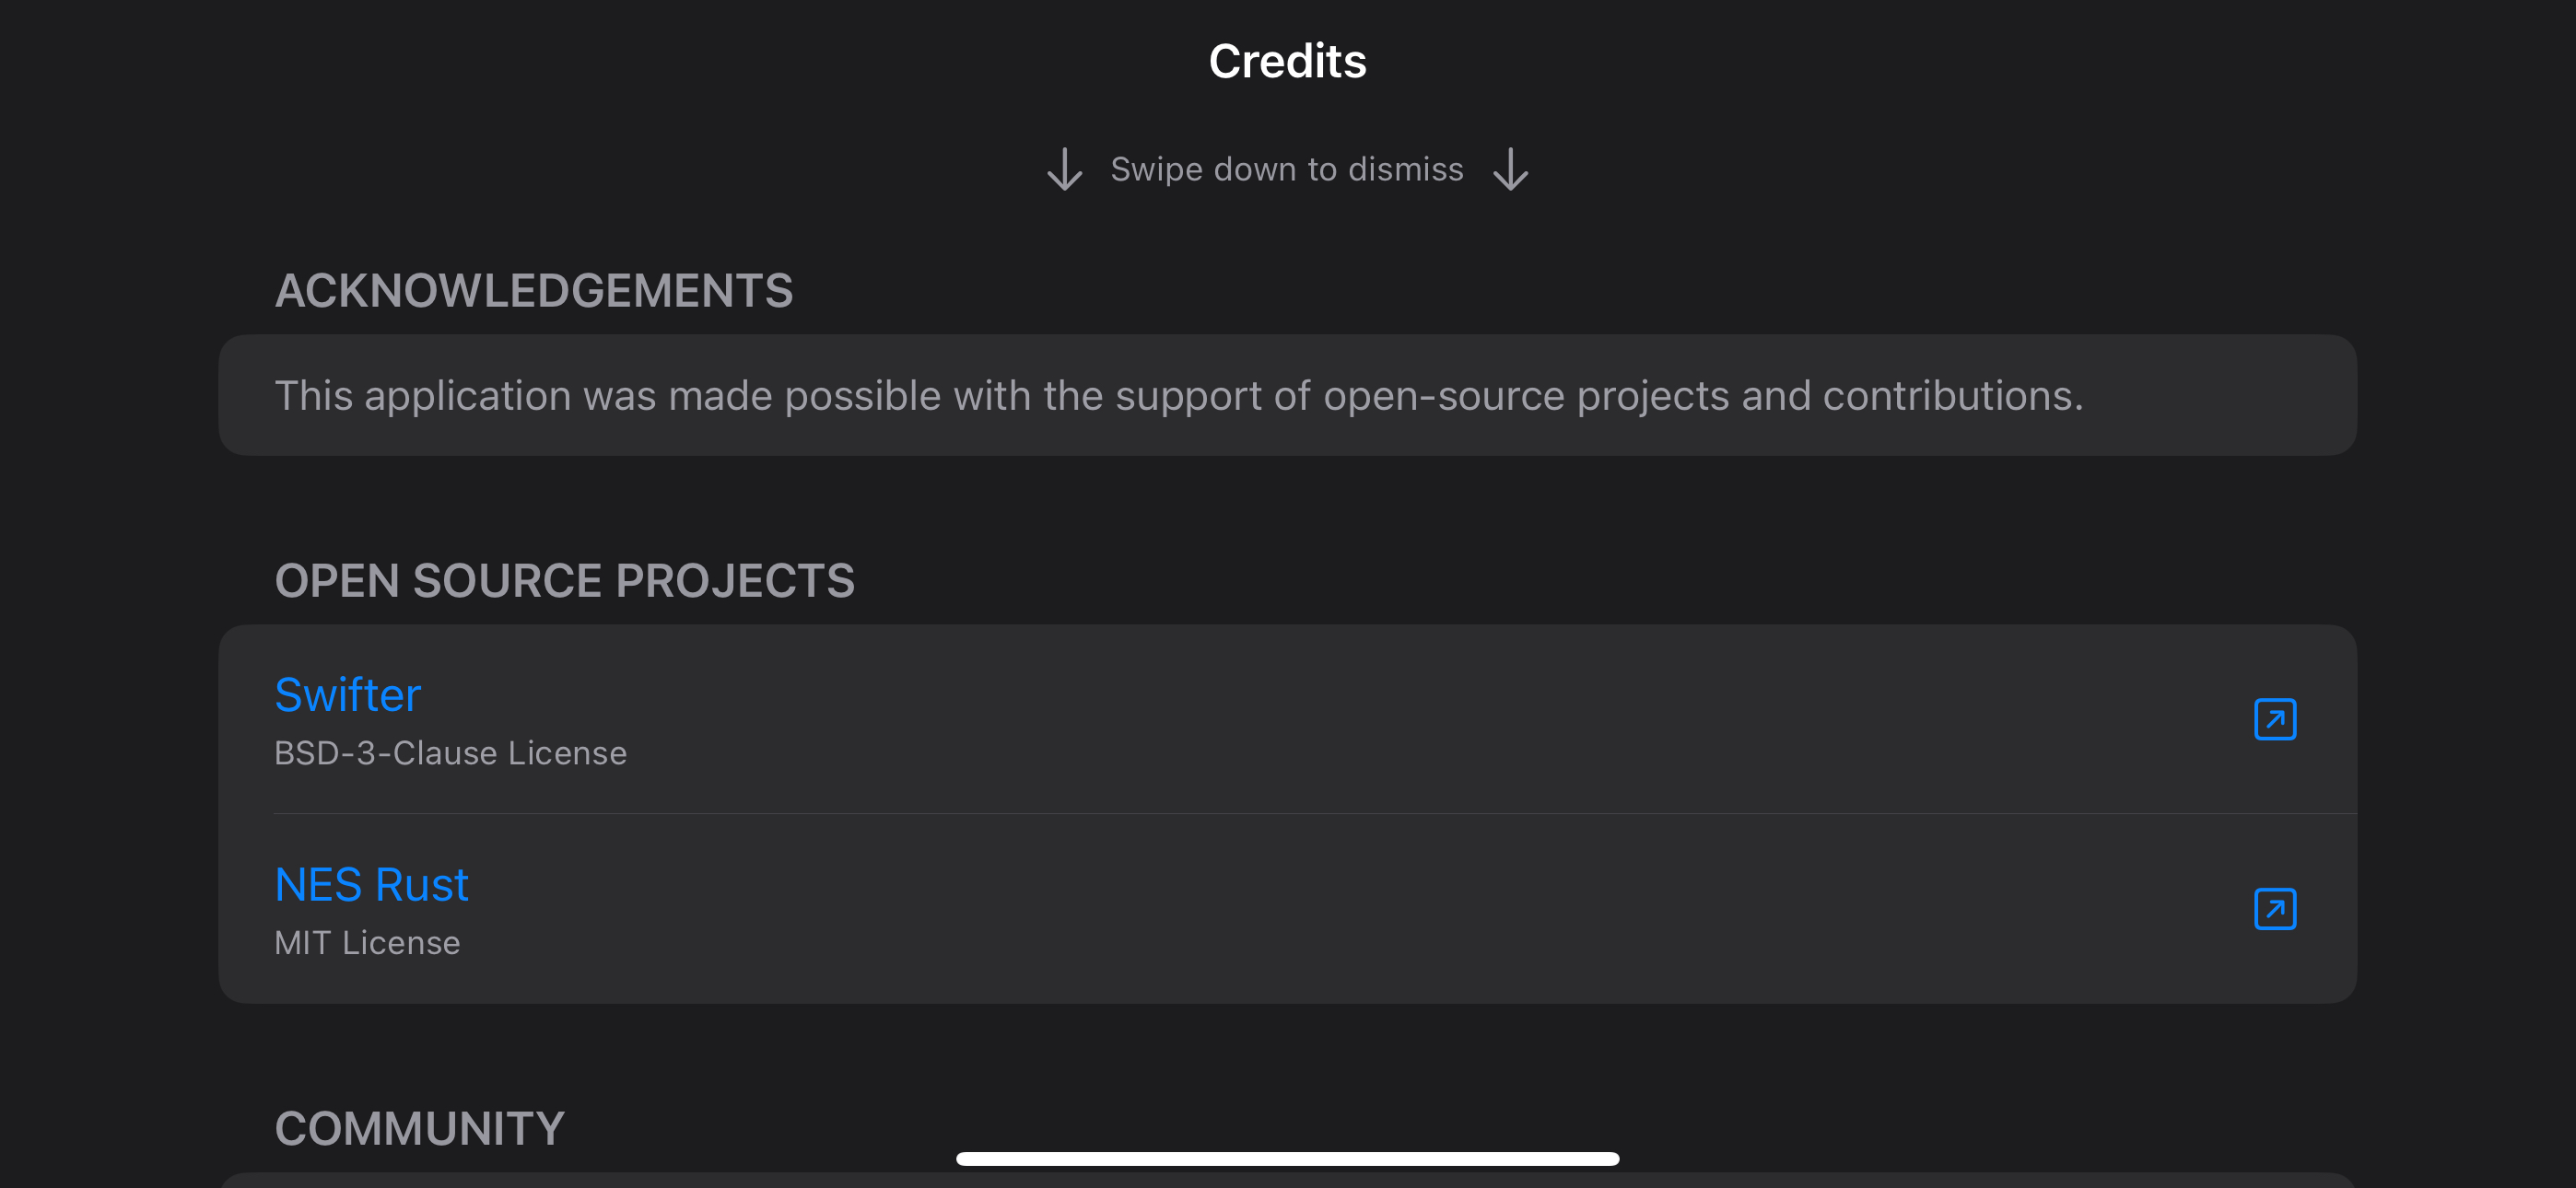 Credits
Swipe down to dismiss
ACKNOWLEDGEMENTS
This application was made possible with the support of open-source projects and contributions.
OPEN SOURCE PROJECTS
Swifter
BSD-3-Clause License
NES Rust
MIT License
COMMUNITY